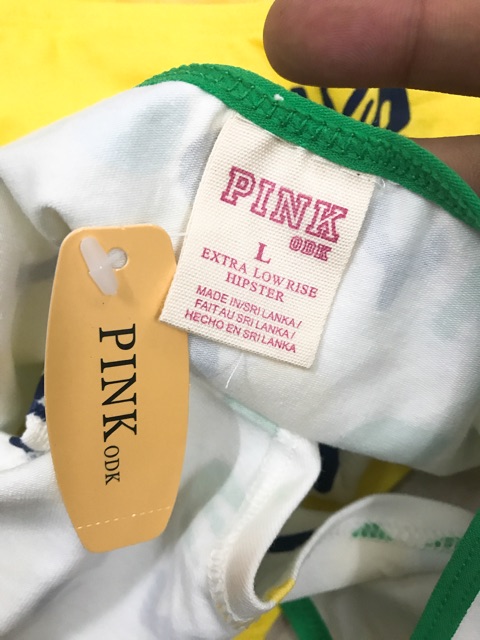 PINK
ODK
L
EXTRA LOW RISE
HIPSTER
MADE IN/SRI LANKA/
FAIT AU SRI LANKA/
HECHO EN SRI LANKA
PINK ODK